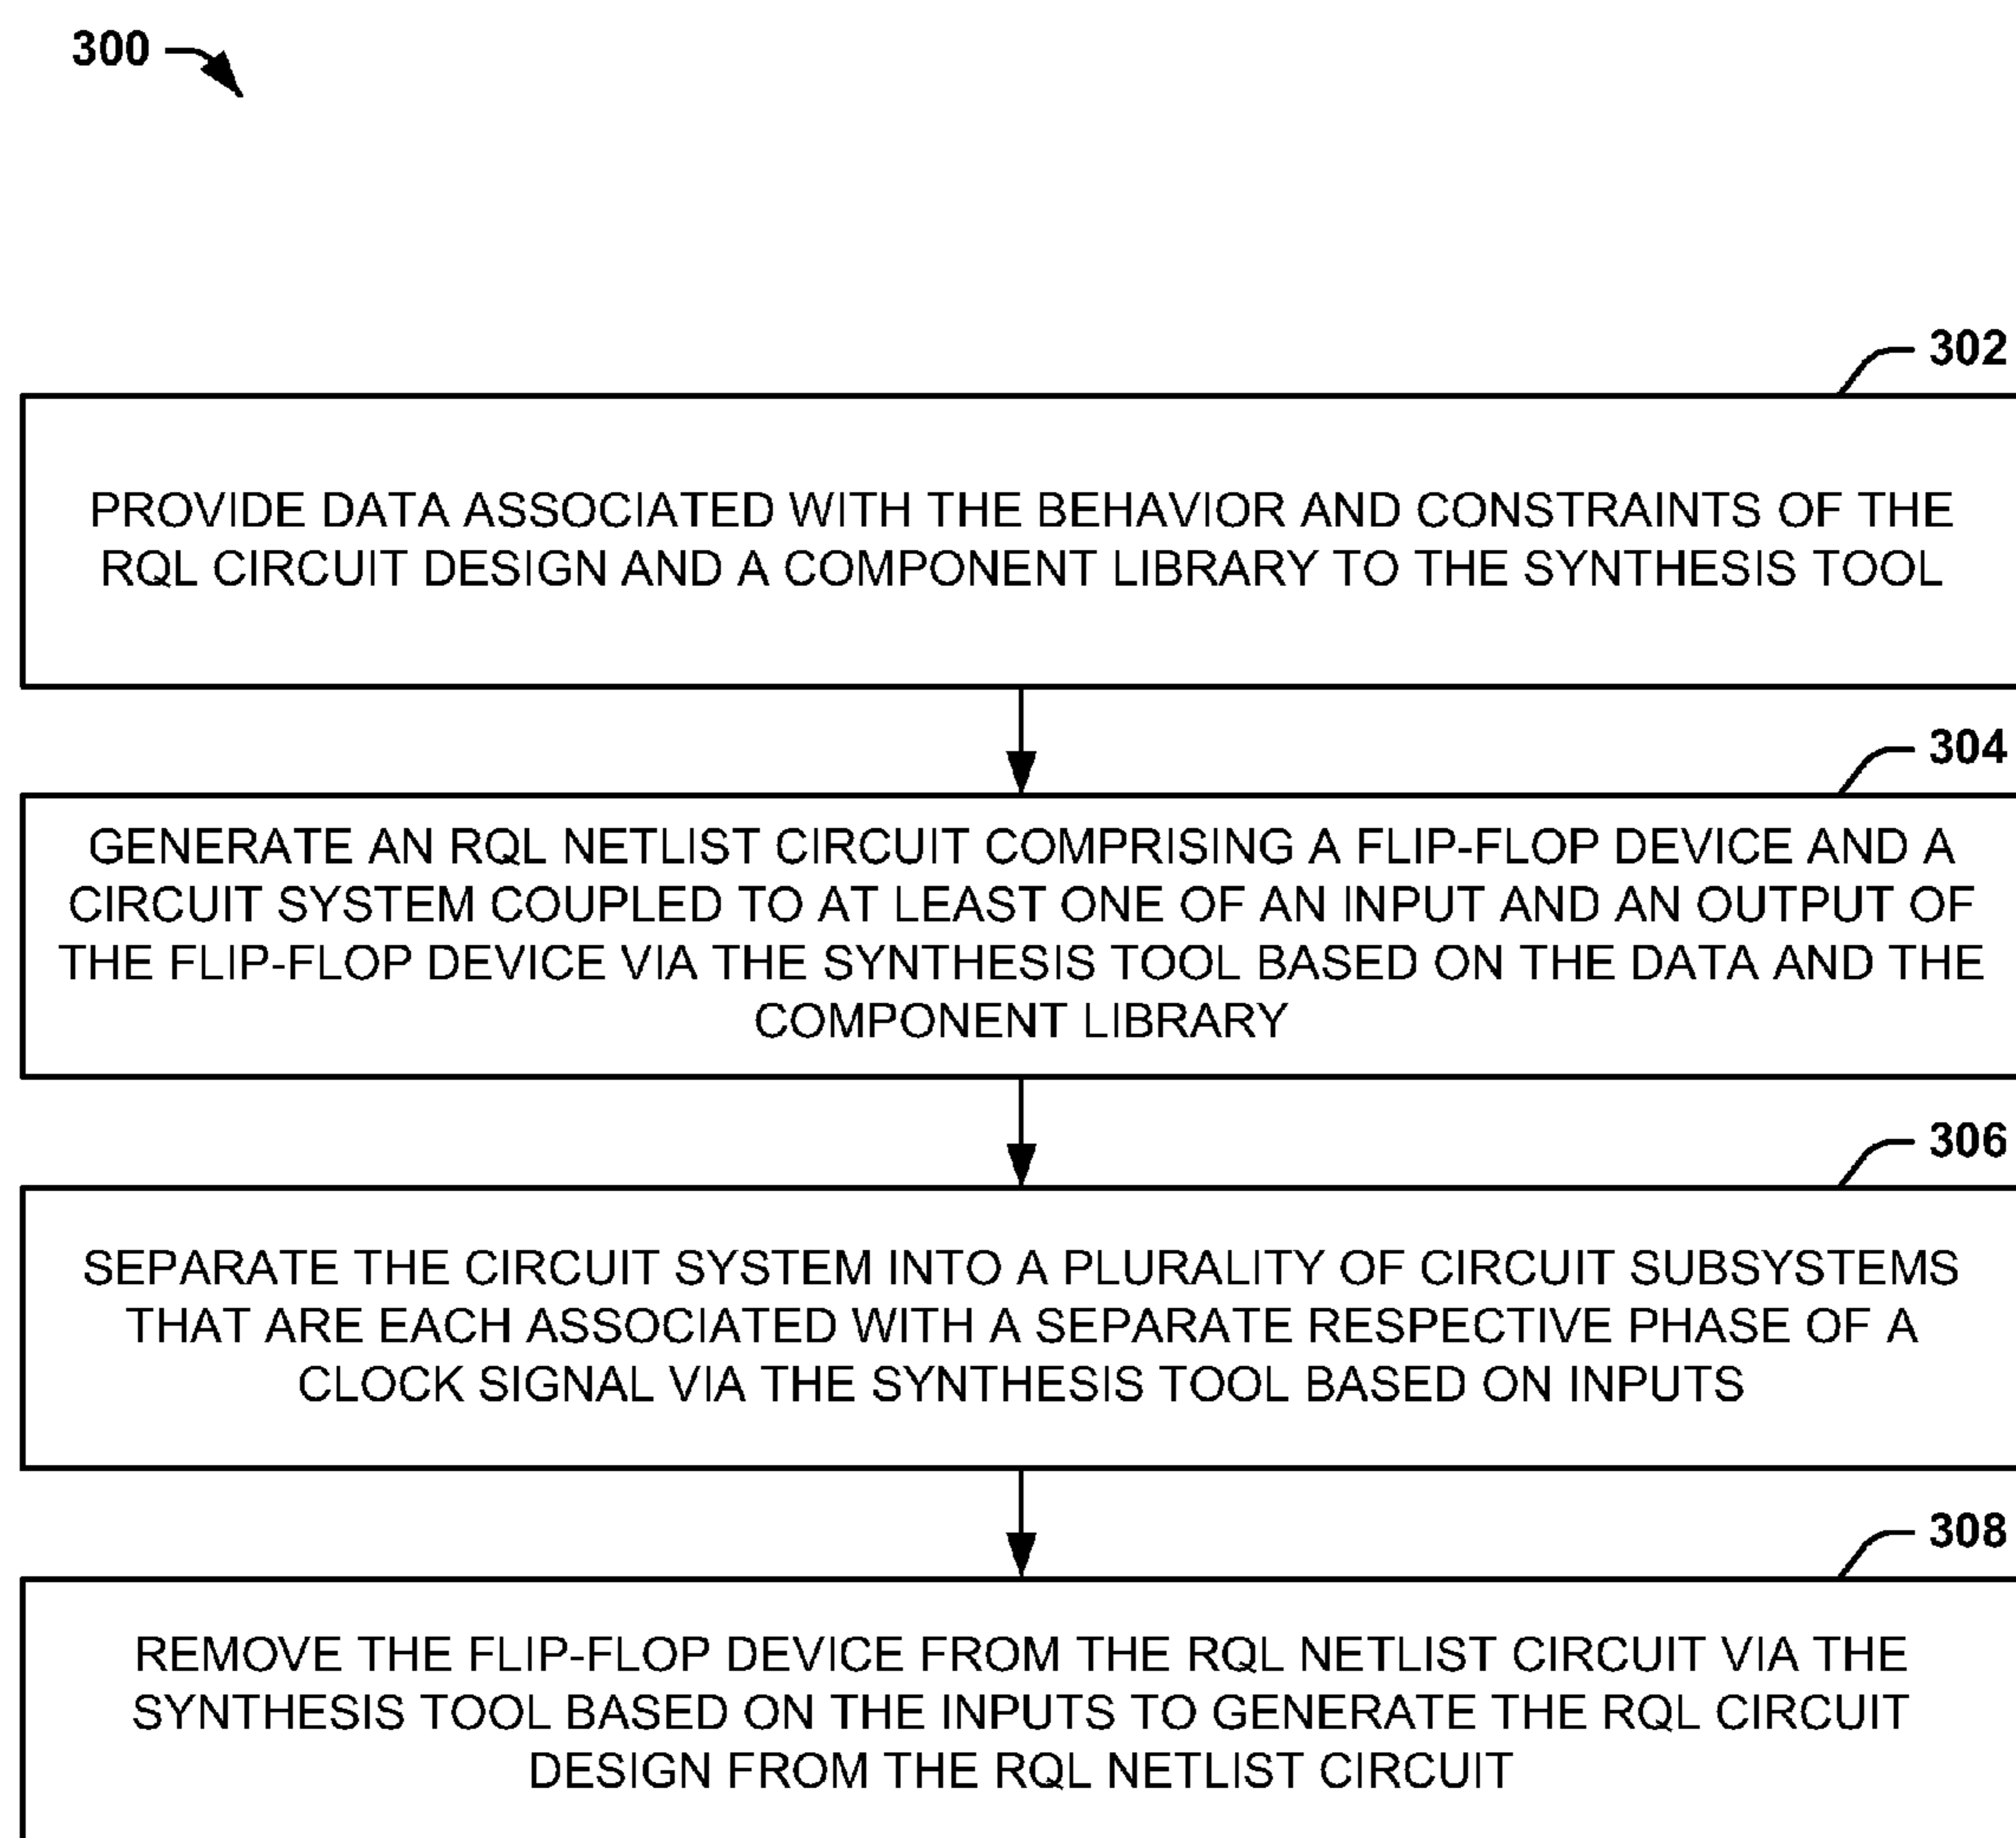 300
302
PROVIDE DATA ASSOCIATED WITH THE BEHAVIOR AND CONSTRAINTS OF THE
RQL CIRCUIT DESIGN AND A COMPONENT LIBRARY TO THE SYNTHESIS TOOL
304
GENERATE AN RQL NETLIST CIRCUIT COMPRISING A FLIP-FLOP DEVICE AND A
CIRCUIT SYSTEM COUPLED TO AT LEAST ONE OF AN INPUT AND AN OUTPUT OF
THE FLIP-FLOP DEVICE VIA THE SYNTHESIS TOOL BASED ON THE DATA AND THE
COMPONENT LIBRARY
306
SEPARATE THE CIRCUIT SYSTEM INTO A PLURALITY OF CIRCUIT SUBSYSTEMS
THAT ARE EACH ASSOCIATED WITH A SEPARATE RESPECTIVE PHASE OF A
CLOCK SIGNAL VIA THE SYNTHESIS TOOL BASED ON INPUTS
308
REMOVE THE FLIP-FLOP DEVICE FROM THE RQL NETLIST CIRCUIT VIA THE
SYNTHESIS TOOL BASED ON THE INPUTS TO GENERATE THE RQL CIRCUIT
DESIGN FROM THE RQL NETLIST CIRCUIT